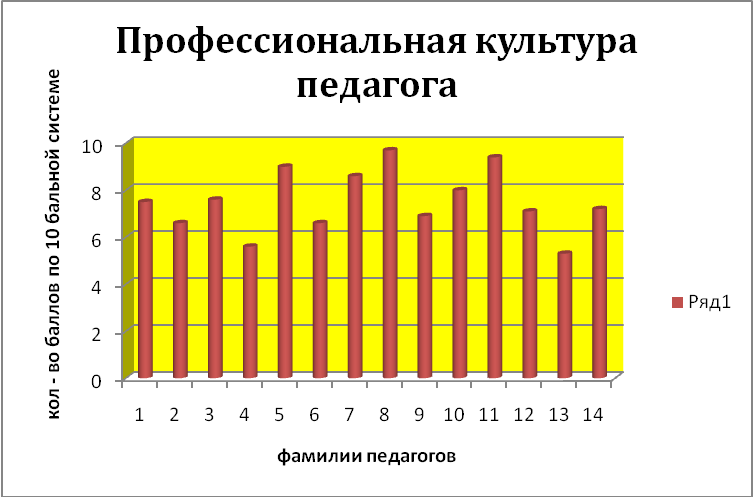 Профессиональная культура
педагога
кол - во баллов по 10 бальной системе
10
8
6
4
2
0
1 2 3 4 5 6 7 8 9 10 11 12 13 14
фамилии педагогов
Ряд1